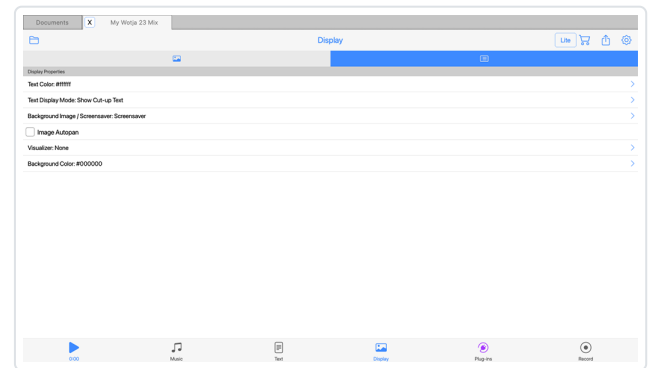 Documents X My Wotja 23 Mix
Display Lite
Display Properties
Text Color: #ffffff
Text Display Mode: Show Cut-up Text
Background Image / Screensaver: Screensaver
Image Autopan
Visualizer: None
Background Color: #000000
0:00 Music Text Display Plug-ins Record